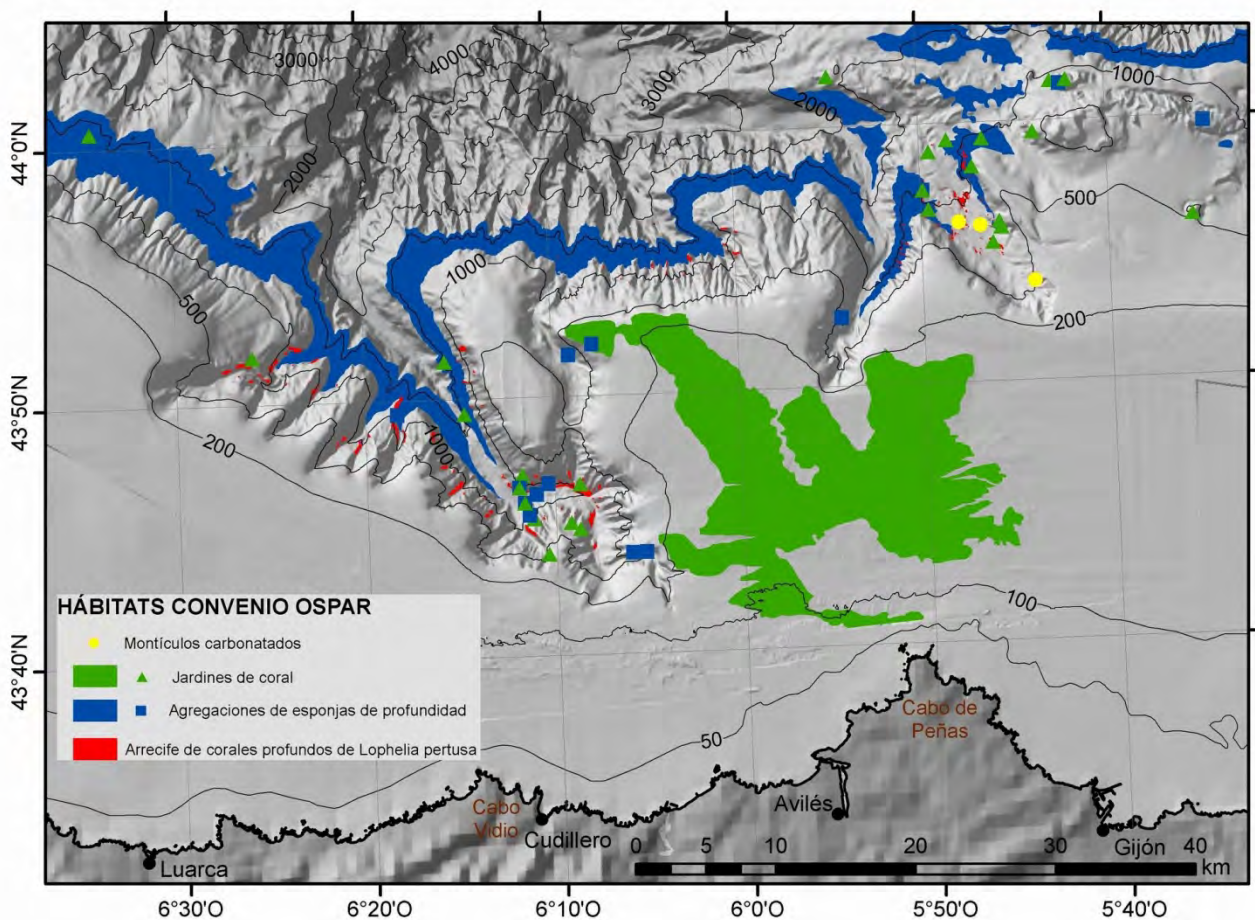 3000
4000
3000
2000
1000
2000
500
1000
500
200
1000
200
100
50
44°0'N
43°50'N
43°40'N
HÁBITATS CONVENIO OSPAR
Montículos carbonatados
Jardines de coral
Agregaciones de esponjas de profundidad
Arrecife de corales profundos de Lophelia pertusa
Cabo de
Peñas
Cabo
Vidio
Avilés
Cudillero
Luarca
Gijón
0 5 10 20 30 40
km
6°30'O 6°20'O 6°10'O 6°0'O 5°50'O 5°40'O